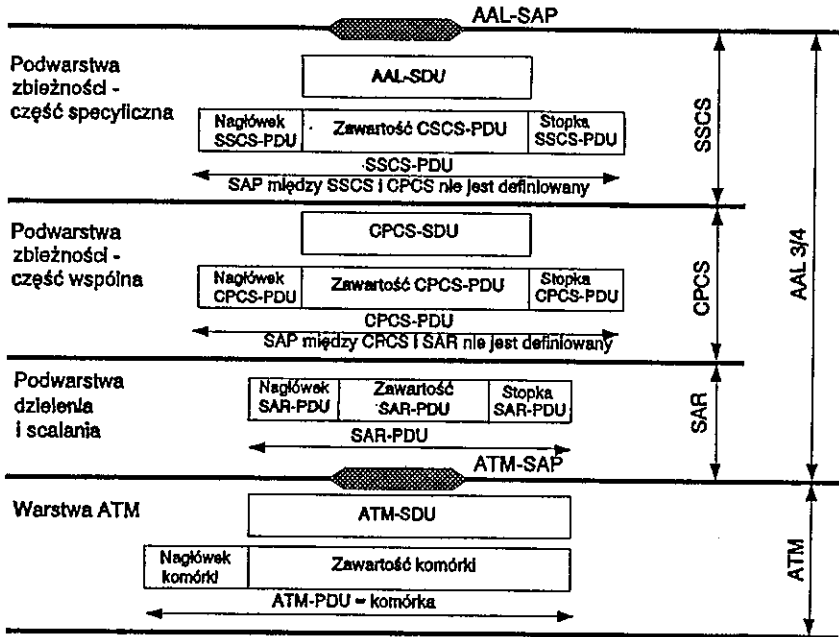 AAL-SAP
Podwarstwa
zbieżności -
część specyficzna
AAL-SDU
Nagłówek
SSCS-PDU
Zawartość CSCS-PDU
Stopka
SSCS-PDU
SSCS-PDU
SAP między SSCS i CPCS nie jest definiowany
SSCS
Podwarstwa
zbieżności -
część wspólna
CPCS-SDU
Nagłówek
CPCS-PDU
Zawartość CPCS-PDU
Stopka
CPCS-PDU
CPCS-PDU
SAP między CRCS i SAR nie jest definiowany
CPCS
AAL 3/4
Podwarstwa
dzielenia
i scalania
Nagłówek
SAR-PDU
Zawartość
SAR-PDU
Stopka
SAR-PDU
SAR-PDU
SAR
ATM-SAP
Warstwa ATM
ATM-SDU
Nagłówek
komórki
Zawartość komórki
ATM-PDU = komórka
ATM